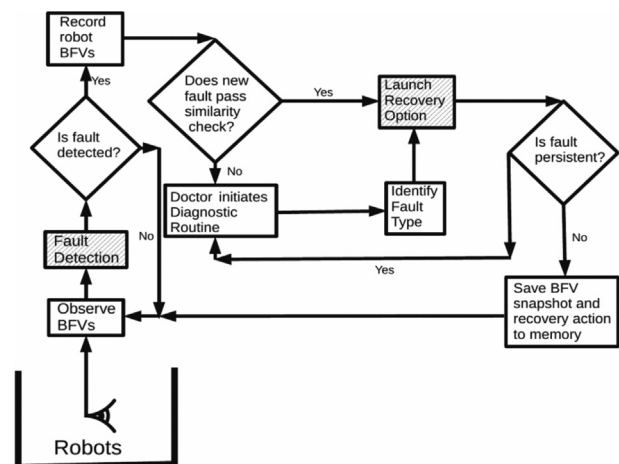 Record
robot
BFVs
Yes
Is fault
detected?
No
Fault
Detection
Observe
BFVs
Robots
Does new
fault pass
similarity
check?
Yes
No
Doctor initiates
Diagnostic
Routine
Identify
Fault
Type
Launch
Recovery
Option
Is fault
persistent?
Yes
No
Save BFV
snapshot and
recovery action
to memory